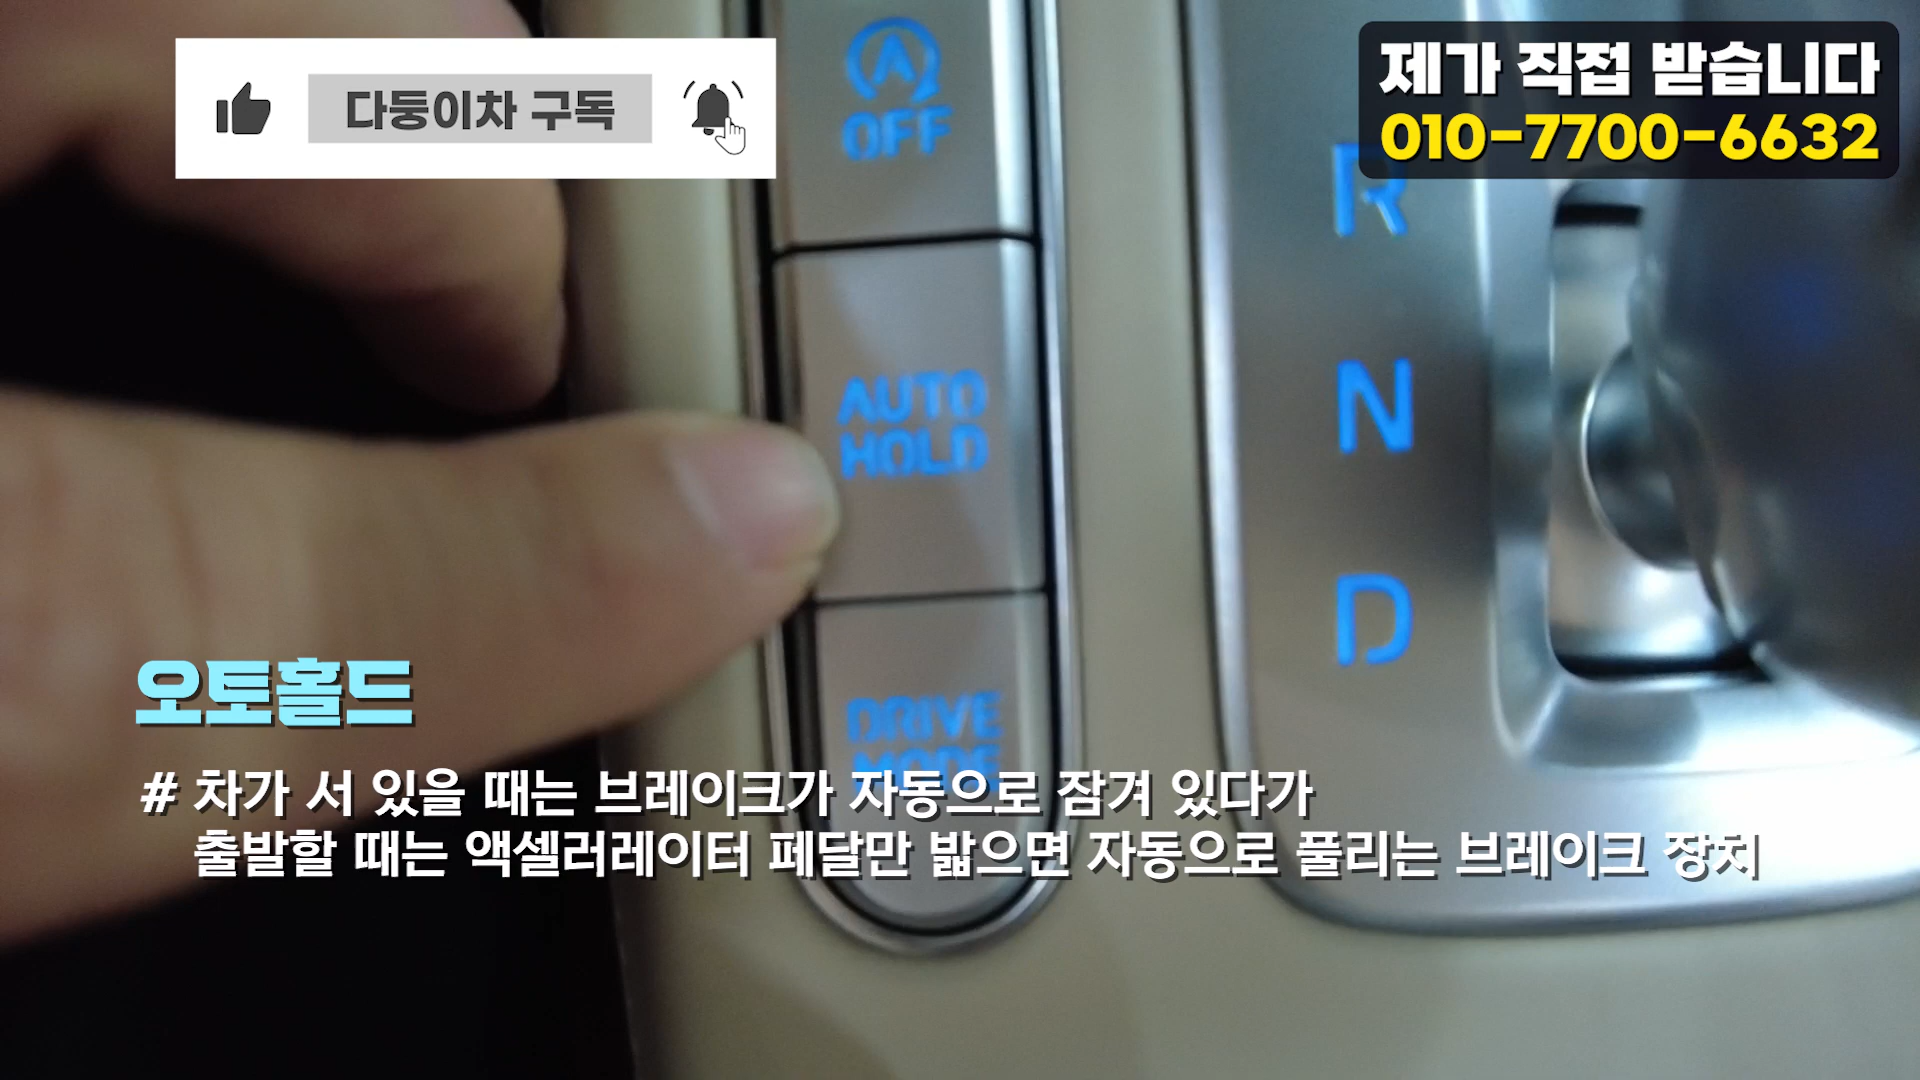 다둥이차 구독
제가 직접 받습니다
010-7700-6632
A
OFF
R
AUTO
HOLD
N
D
DRIVE
MODE
오토홀드
# 차가 서 있을 때는 브레이크가 자동으로 잠겨 있다가
출발할 때는 액셀러레이터 페달만 밟으면 자동으로 풀리는 브레이크 장치